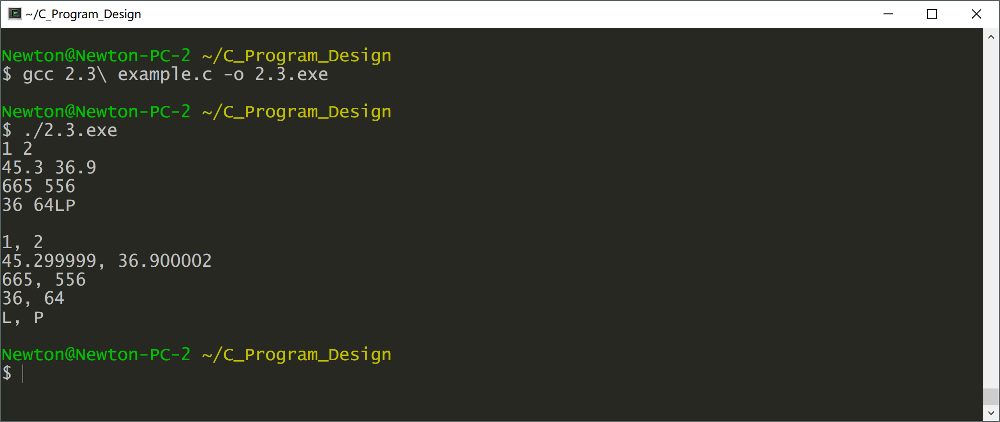 ~/C_Program_Design
Newton@Newton-PC-2 ~/C_Program_Design
$ gcc 2.3\ example.c -o 2.3.exe
Newton@Newton-PC-2 ~/C_Program_Design
$ ./2.3.exe
1 2
45.3 36.9
665 556
36 64LP
1, 2
45.299999, 36.900002
665, 556
36, 64
L, P
Newton@Newton-PC-2 ~/C_Program_Design
$